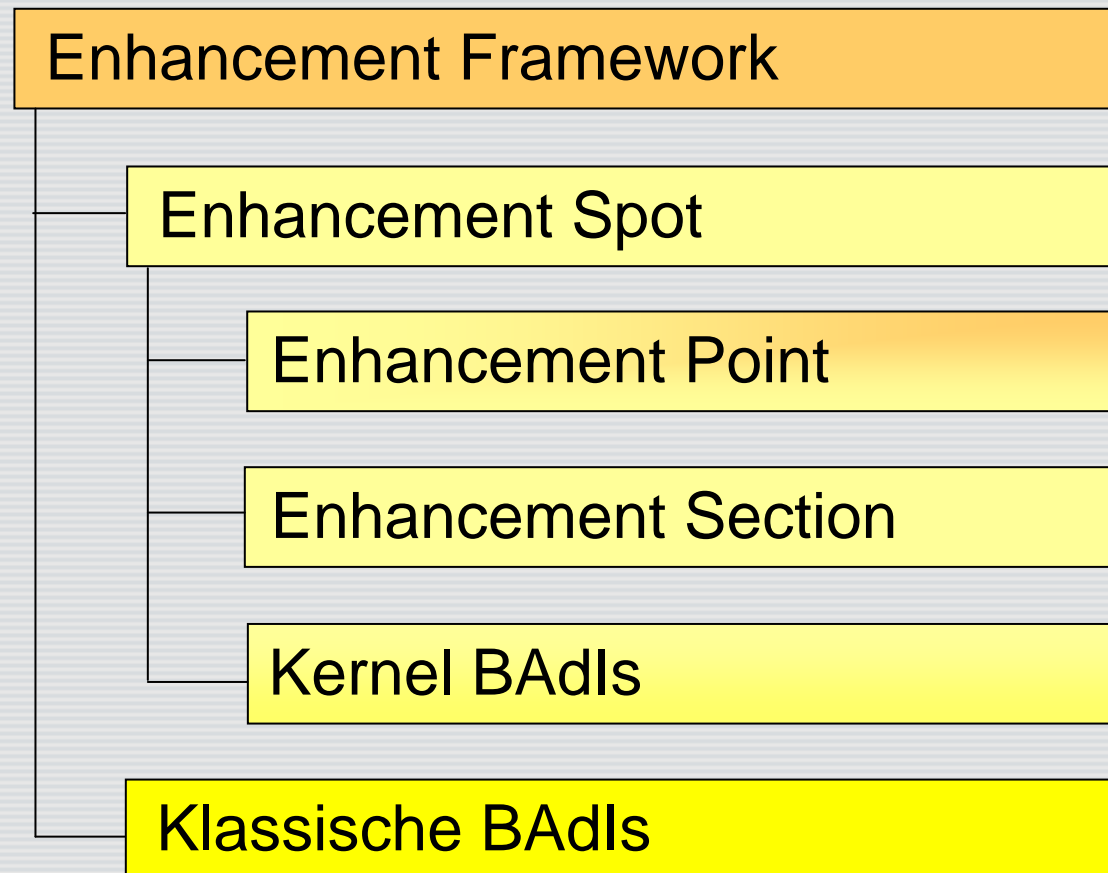 Enhancement Framework
Enhancement Spot
Enhancement Point
Enhancement Section
Kernel BAdIs
Klassische BAdIs